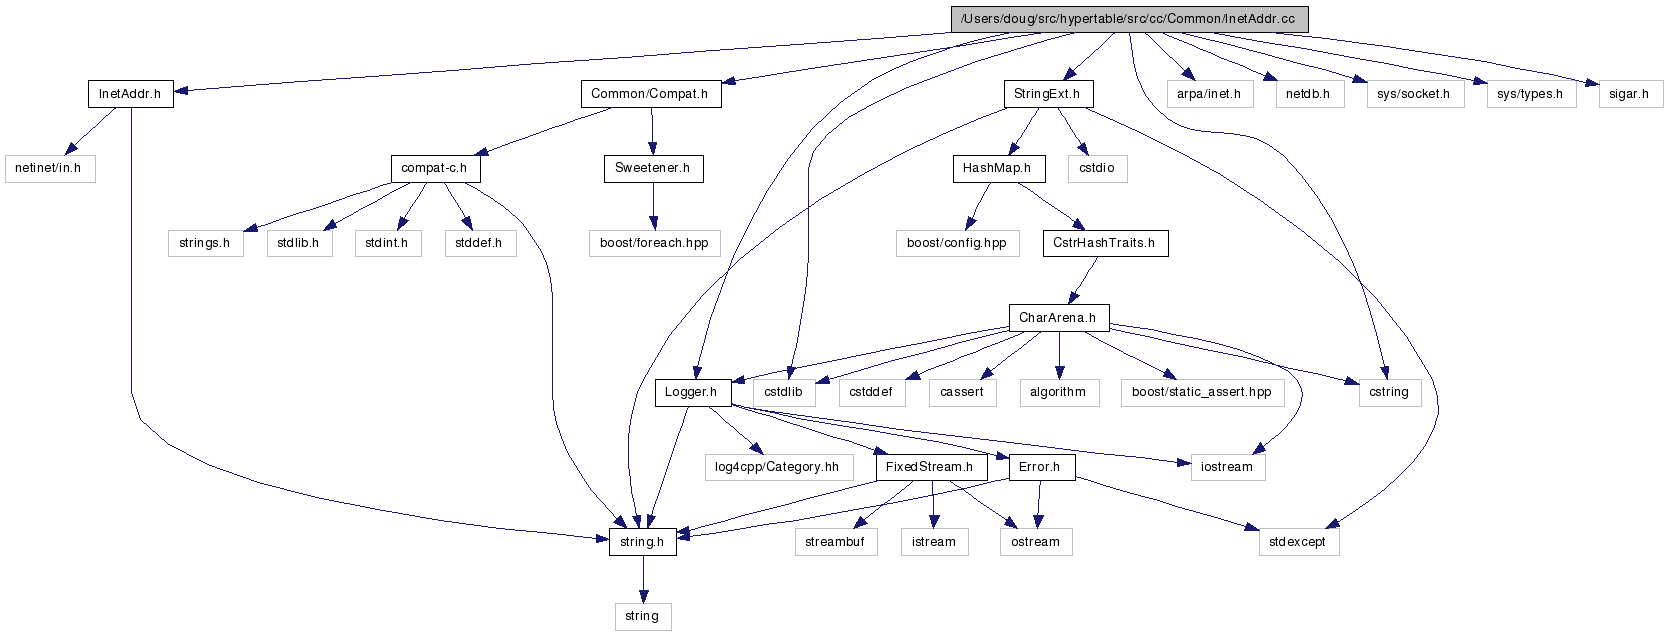 /Users/doug/src/hypertable/src/cc/Common/InetAddr.cc
InetAddr.h
Common/Compat.h
StringExt.h
arpa/inet.h
netdb.h
sys/socket.h
sys/types.h
sigar.h
netinet/in.h
compat-c.h
Sweetener.h
HashMap.h
cstdio
strings.h
stdlib.h
stdint.h
stddef.h
boost/foreach.hpp
boost/config.hpp
CstrHashTraits.h
CharArena.h
Logger.h
cstdlib
cstddef
cassert
algorithm
boost/static_assert.hpp
cstring
log4cpp/Category.hh
FixedStream.h
Error.h
iostream
string.h
streambuf
istream
ostream
stdexcept
string